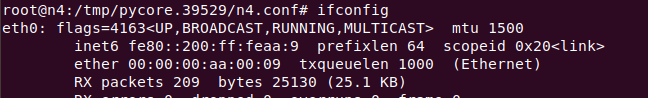 root@n4:/tmp/pycore.39529/n4.conf# ifconfig
eth0: flags=4163<UP,BROADCAST,RUNNING,MULTICAST>  mtu 1500
        inet6 fe80::200:ff:feaa:9  prefixlen 64  scopeid 0x20<link>
        ether 00:00:00:aa:00:09  txqueuelen 1000  (Ethernet)
        RX packets 209  bytes 25130 (25.1 KB)